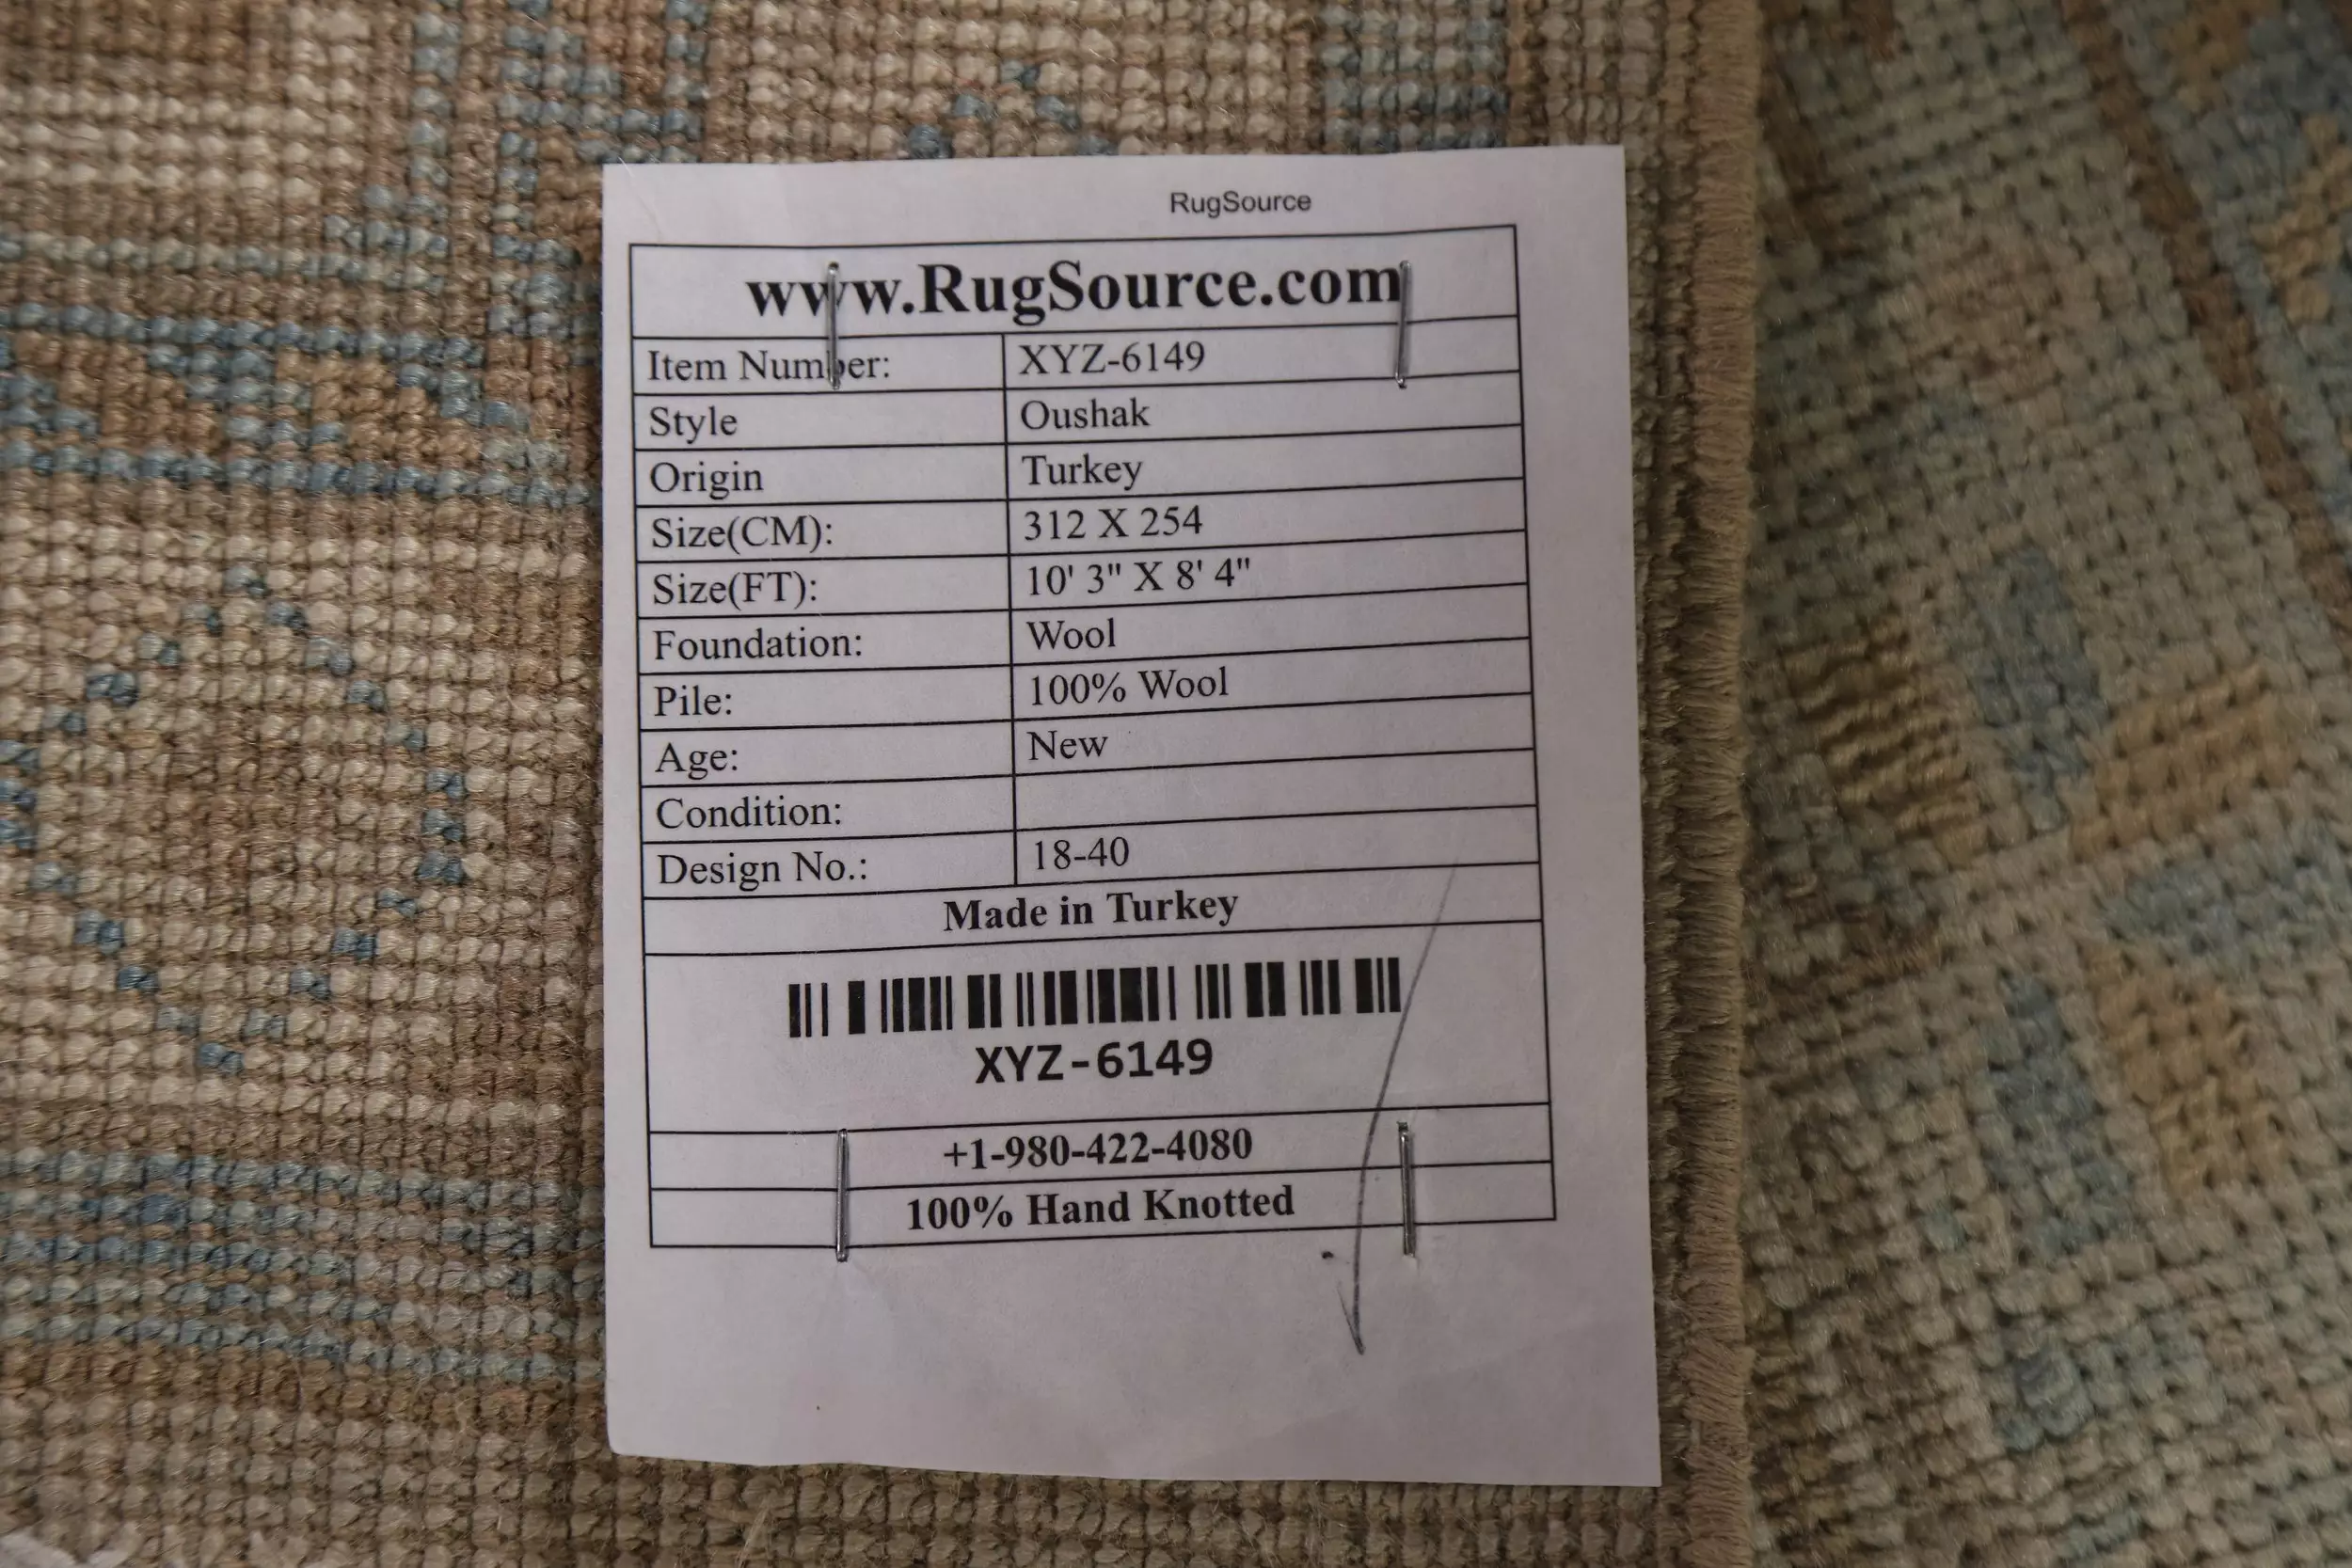 RugSource
www.RugSource.com
Item Number: XYZ-6149
Style Oushak
Origin Turkey
Size(CM): 312 X 254
Size(FT): 10' 3" X 8' 4"
Foundation: Wool
Pile: 100% Wool
Age: New
Condition:
Design No.: 18-40
Made in Turkey
XYZ-6149
+1-980-422-4080
100% Hand Knotted